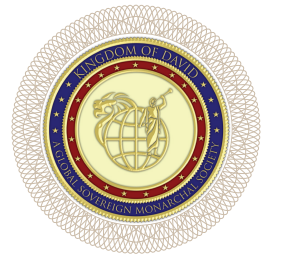 KINGDOM OF DAVID
A GLOBAL SOVEREIGN MONARCHAL SOCIETY